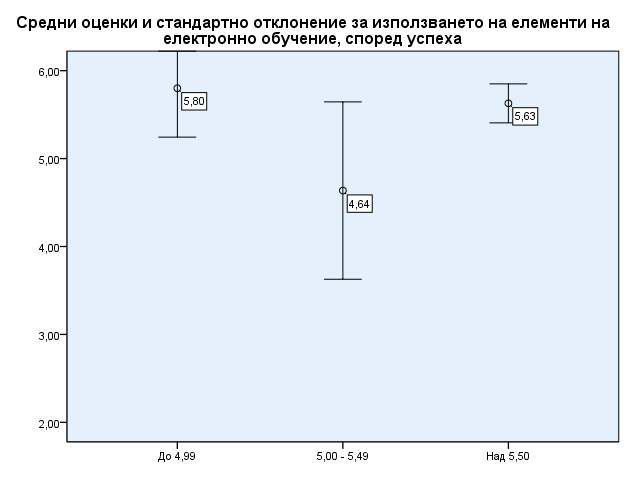 Средни оценки и стандартно отклонение за използването на елементи на
електронно обучение, според успеха
6,00
5,80
5,63
5,00
4,64
4,00
3,00
2,00
До 4,99
5,00 - 5,49
Над 5,50